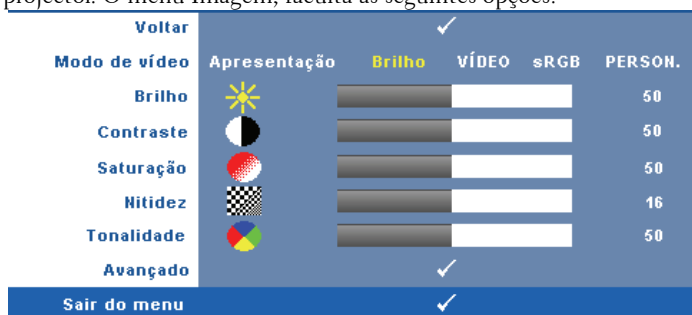 projector. O menu Imagem, faculta as seguintes opções:
Voltar
Modo de vídeo Apresentação Brilho VÍDEO sRGB PERSON.
Brilho 50
Contraste 50
Saturação 50
Nitidez 16
Tonalidade 50
Avançado
Sair do menu